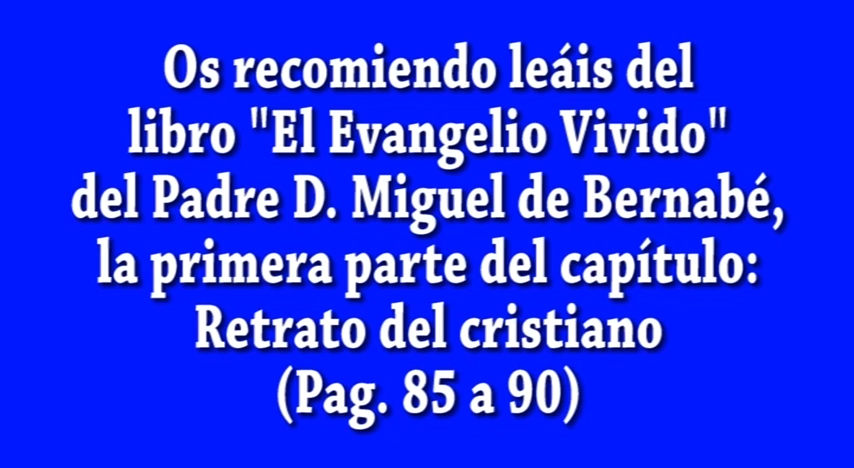 Os recomiendo leáis del
libro "El Evangelio Vivido"
del Padre D. Miguel de Bernabé,
la primera parte del capítulo:
Retrato del cristiano
(Pag. 85 a 90)